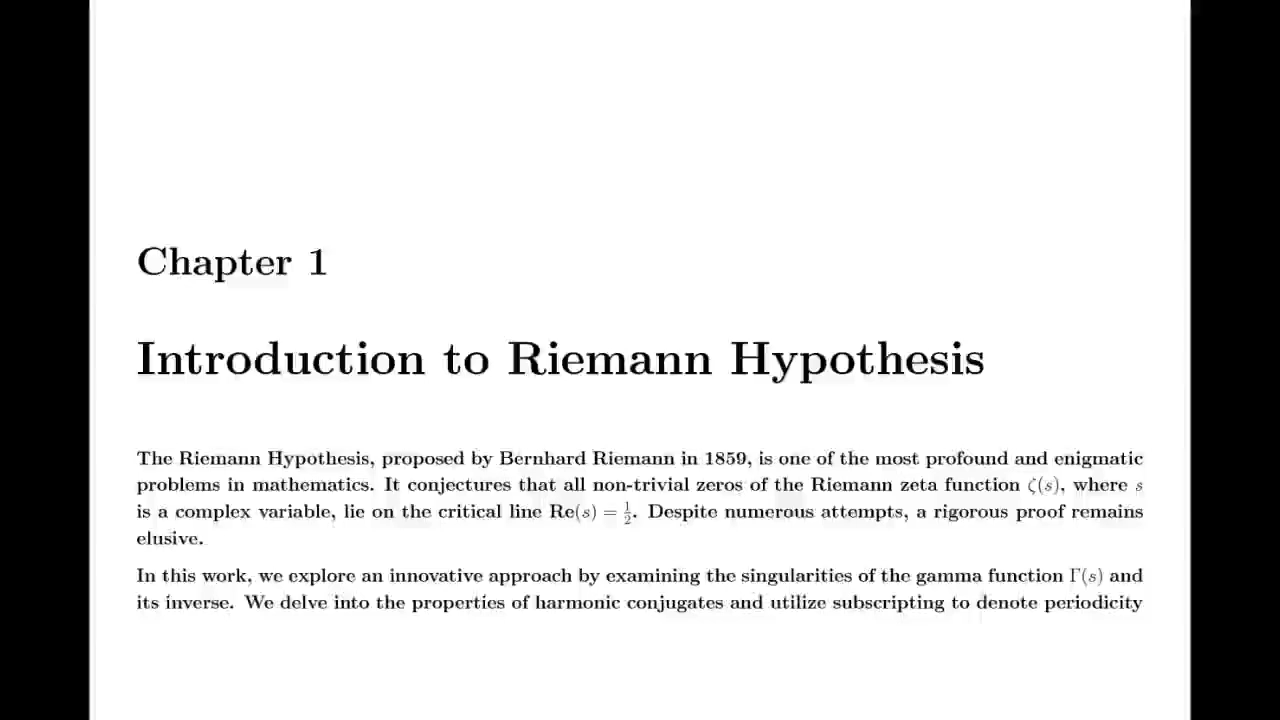 Chapter 1
Introduction to Riemann Hypothesis
The Riemann Hypothesis, proposed by Bernhard Riemann in 1859, is one of the most profound and enigmatic
problems in mathematics. It conjectures that all non-trivial zeros of the Riemann zeta function ζ(s), where s
is a complex variable, lie on the critical line Re(s) = 1/2. Despite numerous attempts, a rigorous proof remains
elusive.
In this work, we explore an innovative approach by examining the singularities of the gamma function Γ(s) and
its inverse. We delve into the properties of harmonic conjugates and utilize subscripting to denote periodicity